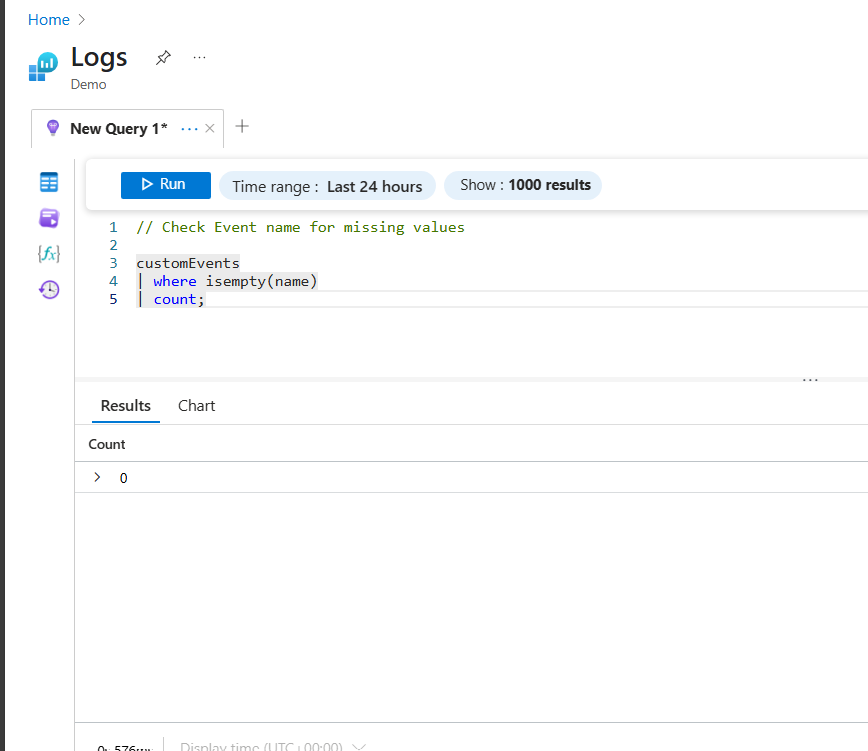 Home
Logs
...
Demo
New Query 1* ...
Run
Time range : Last 24 hours
Show : 1000 results
1 // Check Event name for missing values
2
3 customEvents
4 | where isempty(name)
5 | count;
{fx}
...
Results
Chart
Count
0
0s 576ms
Display time (UTC+00:00)